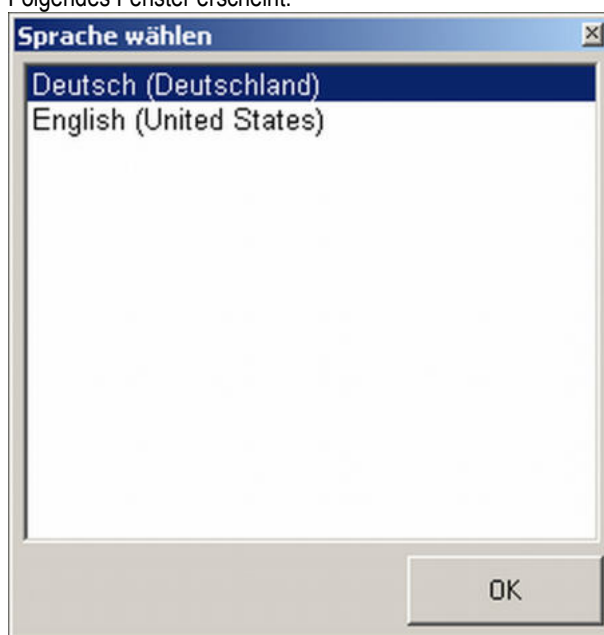 Folgendes Fenster erscheint:
Sprache wählen
Deutsch (Deutschland)
English (United States)
OK